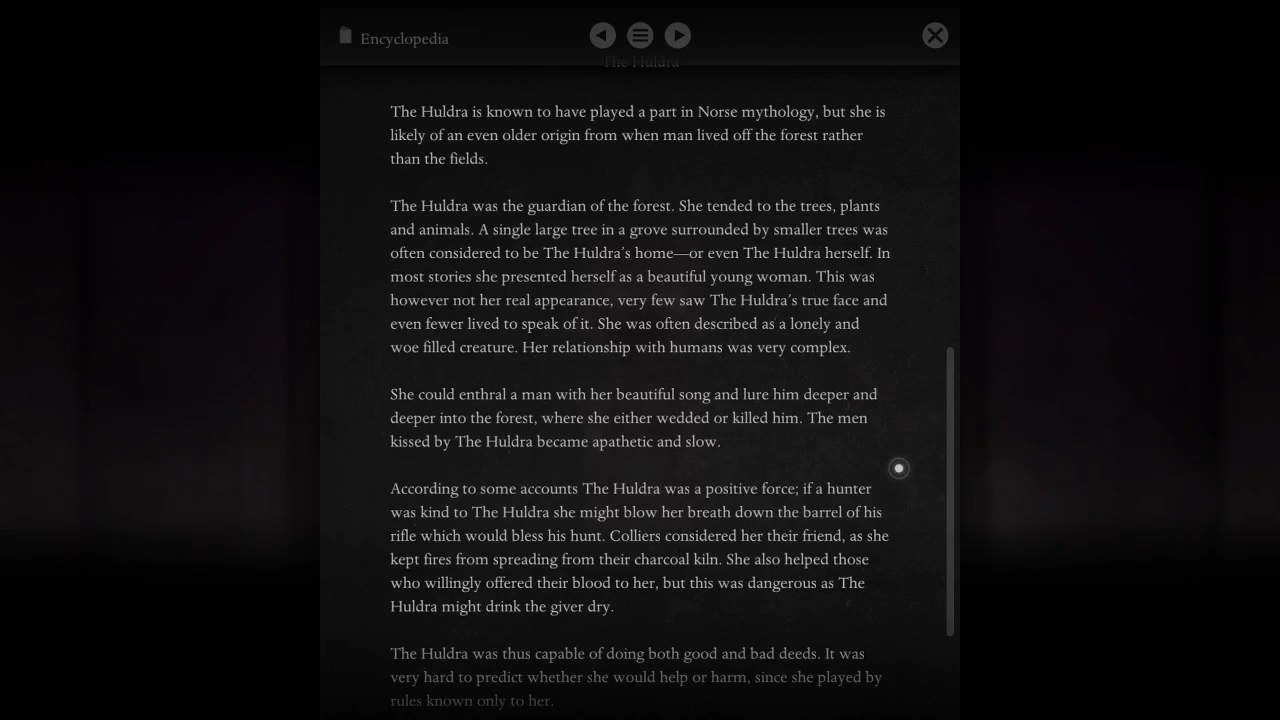 Encyclopedia
The Huldra
The Huldra is known to have played a part in Norse mythology, but she is
likely of an even older origin from when man lived off the forest rather
than the fields.
The Huldra was the guardian of the forest. She tended to the trees, plants
and animals. A single large tree in a grove surrounded by smaller trees was
often considered to be The Huldra's home—or even The Huldra herself. In
most stories she presented herself as a beautiful young woman. This was
however not her real appearance, very few saw The Huldra's true face and
even fewer lived to speak of it. She was often described as a lonely and
woe filled creature. Her relationship with humans was very complex.
She could enthral a man with her beautiful song and lure him deeper and
deeper into the forest, where she either wedded or killed him. The men
kissed by The Huldra became apathetic and slow.
According to some accounts The Huldra was a positive force; if a hunter
was kind to The Huldra she might blow her breath down the barrel of his
rifle which would bless his hunt. Colliers considered her their friend, as she
kept fires from spreading from their charcoal kiln. She also helped those
who willingly offered their blood to her, but this was dangerous as The
Huldra might drink the giver dry.
The Huldra was thus capable of doing both good and bad deeds. It was
very hard to predict whether she would help or harm, since she played by
rules known only to her.